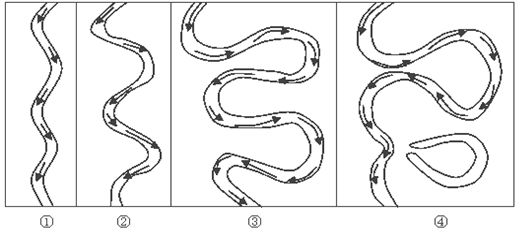 ① ② ③ ④